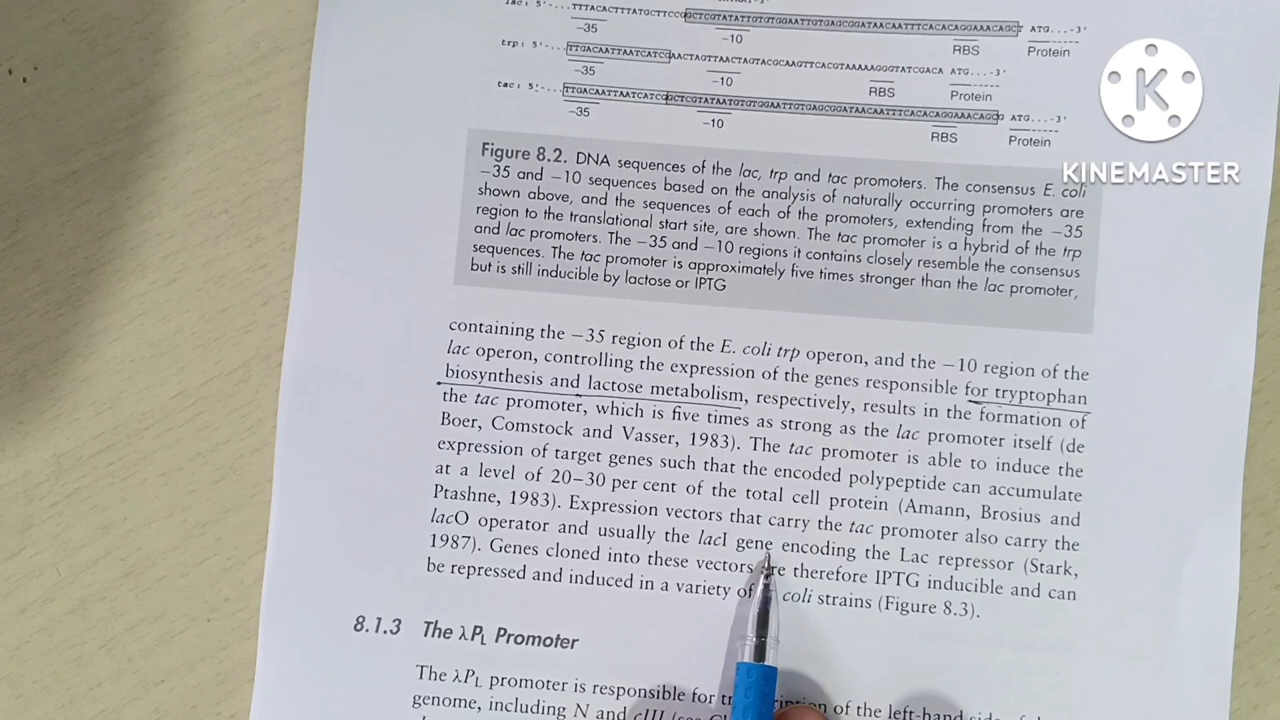 lac: 5'-...TTTACACTTTATGCTTCCGGCTCGTATATTGTGTGGAATTGTGAGCGGATAACAATTTCACACAGGAAACAGCT ATG...-3'
-35 -10 RBS Protein
trp: 5'-...TTGACAATTAATCATCGAACTAGTTAACTAGTACGCAAGTTCACGTAAAAAGGGTATCGACA ATG...-3'
-35 -10 RBS Protein
tac: 5'-...TTGACAATTAATCATCGGCTCGTATAATGTGTGGAATTGTGAGCGGATAACAATTTCACACAGGAAACAGCG ATG...-3'
-35 -10 RBS Protein
K
KINEMASTER
Figure 8.2. DNA sequences of the lac, trp and tac promoters. The consensus E. coli
−35 and −10 sequences based on the analysis of naturally occurring promoters are
shown above, and the sequences of each of the promoters, extending from the −35
region to the translational start site, are shown. The tac promoter is a hybrid of the trp
and lac promoters. The −35 and −10 regions it contains closely resemble the consensus
sequences. The tac promoter is approximately five times stronger than the lac promoter,
but is still inducible by lactose or IPTG
containing the −35 region of the E. coli trp operon, and the −10 region of the
lac operon, controlling the expression of the genes responsible for tryptophan
biosynthesis and lactose metabolism, respectively, results in the formation of
the tac promoter, which is five times as strong as the lac promoter itself (de
Boer, Comstock and Vasser, 1983). The tac promoter is able to induce the
expression of target genes such that the encoded polypeptide can accumulate
at a level of 20–30 per cent of the total cell protein (Amann, Brosius and
Ptashne, 1983). Expression vectors that carry the tac promoter also carry the
lacO operator and usually the lacI gene encoding the Lac repressor (Stark,
1987). Genes cloned into these vectors are therefore IPTG inducible and can
be repressed and induced in a variety of coli strains (Figure 8.3).
8.1.3 The λPL Promoter
The λPL promoter is responsible for of the left-hand side of
genome, including N and cIII (see